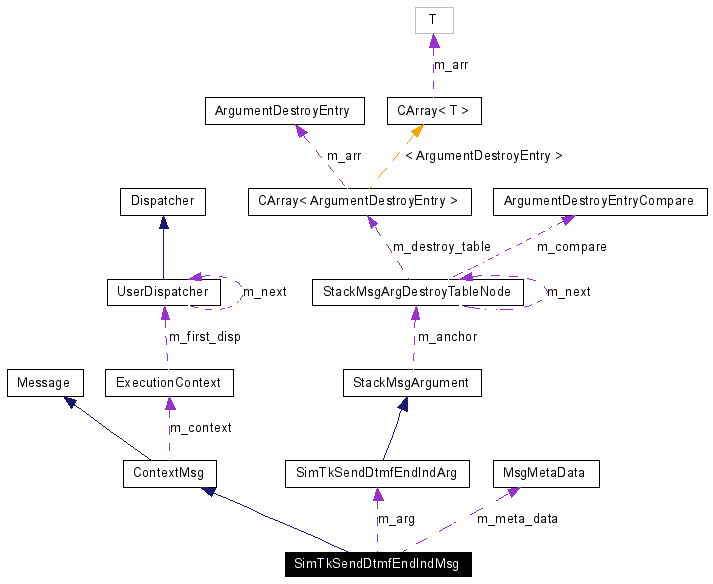 T
m_arr
ArgumentDestroyEntry
CArray< T >
m_arr
< ArgumentDestroyEntry >
Dispatcher
CArray< ArgumentDestroyEntry >
ArgumentDestroyEntryCompare
m_destroy_table
m_compare
UserDispatcher
m_next
StackMsgArgDestroyTableNode
m_next
m_first_disp
m_anchor
Message
ExecutionContext
StackMsgArgument
m_context
ContextMsg
SimTkSendDtmfEndIndArg
MsgMetaData
m_arg
m_meta_data
SimTkSendDtmfEndIndMsg